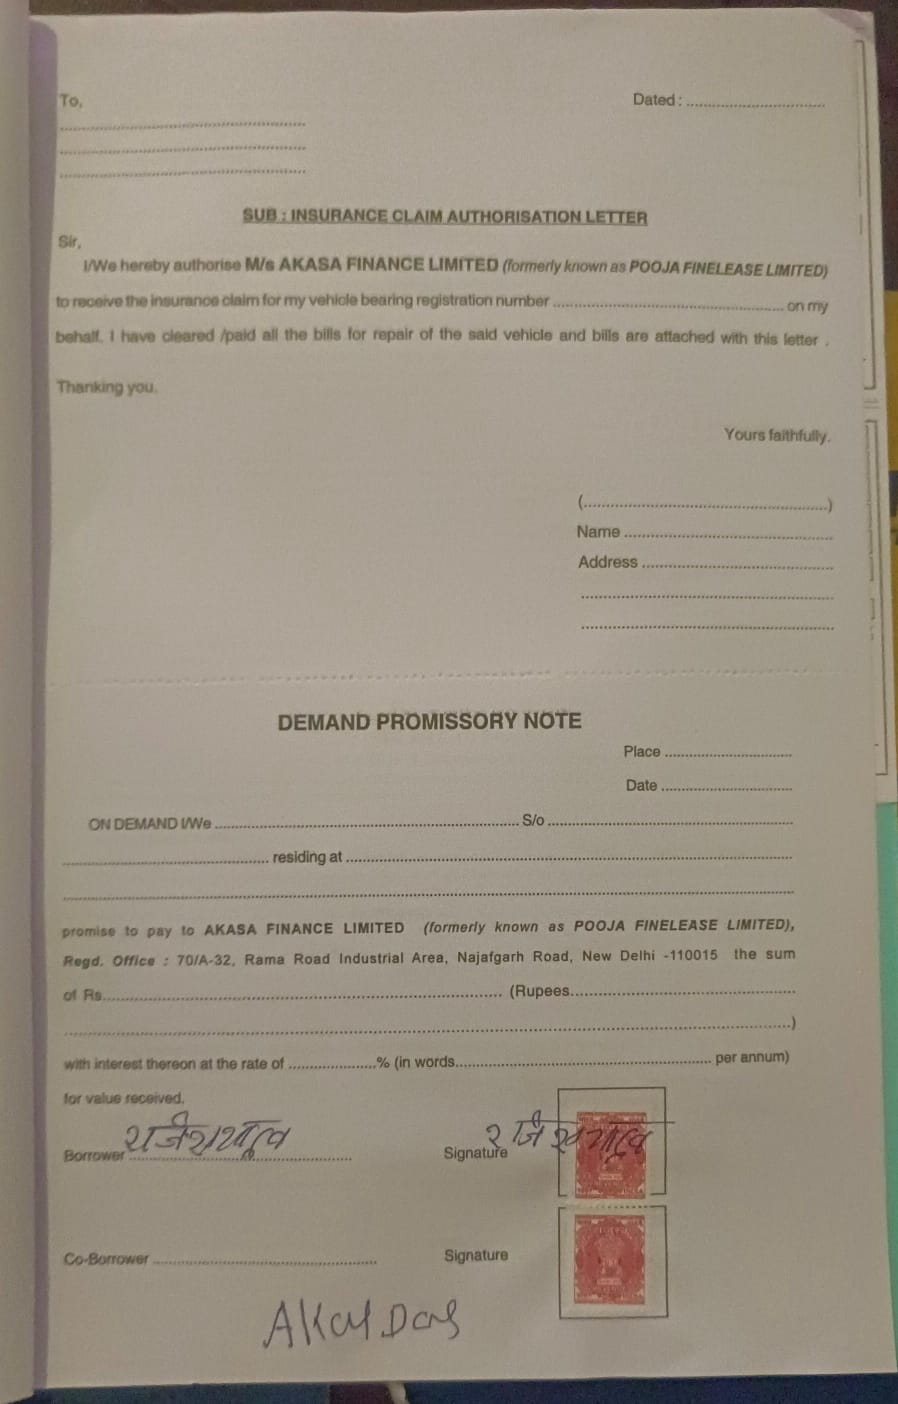 To,
Dated : ..............................
......................................................
......................................................
......................................................
SUB : INSURANCE CLAIM AUTHORISATION LETTER
Sir,
I/We hereby authorise M/s AKASA FINANCE LIMITED (formerly known as POOJA FINELEASE LIMITED)
to receive the insurance claim for my vehicle bearing registration number .................................................. on my
behalf. I have cleared /paid all the bills for repair of the said vehicle and bills are attached with this letter .
Thanking you.
Yours faithfully.
(......................................................)
Name ..............................................
Address ..........................................
......................................................
......................................................
DEMAND PROMISSORY NOTE
Place ............................
Date .............................
ON DEMAND I/We .................................................................. S/o ......................................................
.............................................. residing at ..................................................................................................
..................................................................................................................................................................
promise to pay to AKASA FINANCE LIMITED (formerly known as POOJA FINELEASE LIMITED),
Regd. Office : 70/A-32, Rama Road Industrial Area, Najafgarh Road, New Delhi -110015 the sum
of Rs........................................................................................ (Rupees..................................................
..................................................................................................................................................................)
with interest thereon at the rate of ....................% (in words......................................................... per annum)
for value received.
Borrower ..................................................
Signature
Co-Borrower ..................................................
Signature